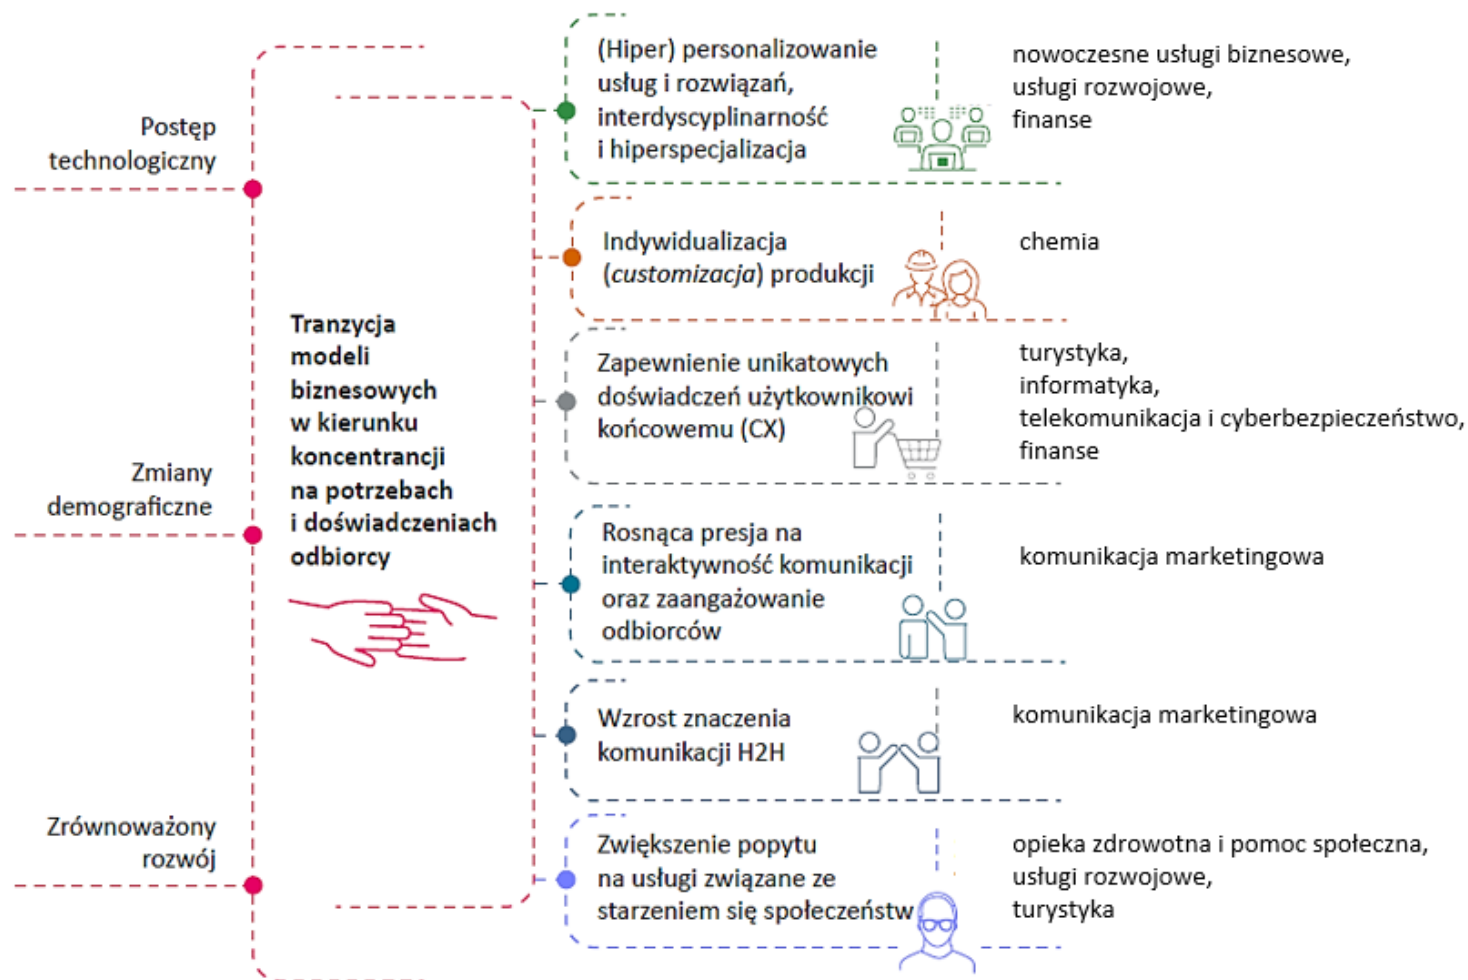 Postęp
technologiczny
Zmiany
demograficzne
Zrównoważony
rozwój
Tranzycja
modeli
biznesowych
w kierunku
koncentrancji
na potrzebach
i doświadczeniach
odbiorcy
(Hiper) personalizowanie
usług i rozwiązań,
interdyscyplinarność
i hiperspecjalizacja
nowoczesne usługi biznesowe,
usługi rozwojowe,
finanse
Indywidualizacja
(customizacja) produkcji
chemia
Zapewnienie unikatowych
doświadczeń użytkownikowi
końcowemu (CX)
turystyka,
informatyka,
telekomunikacja i cyberbezpieczeństwo,
finanse
Rosnąca presja na
interaktywność komunikacji
oraz zaangażowanie
odbiorców
komunikacja marketingowa
Wzrost znaczenia
komunikacji H2H
komunikacja marketingowa
Zwiększenie popytu
na usługi związane ze
starzeniem się społeczeństw
opieka zdrowotna i pomoc społeczna,
usługi rozwojowe,
turystyka